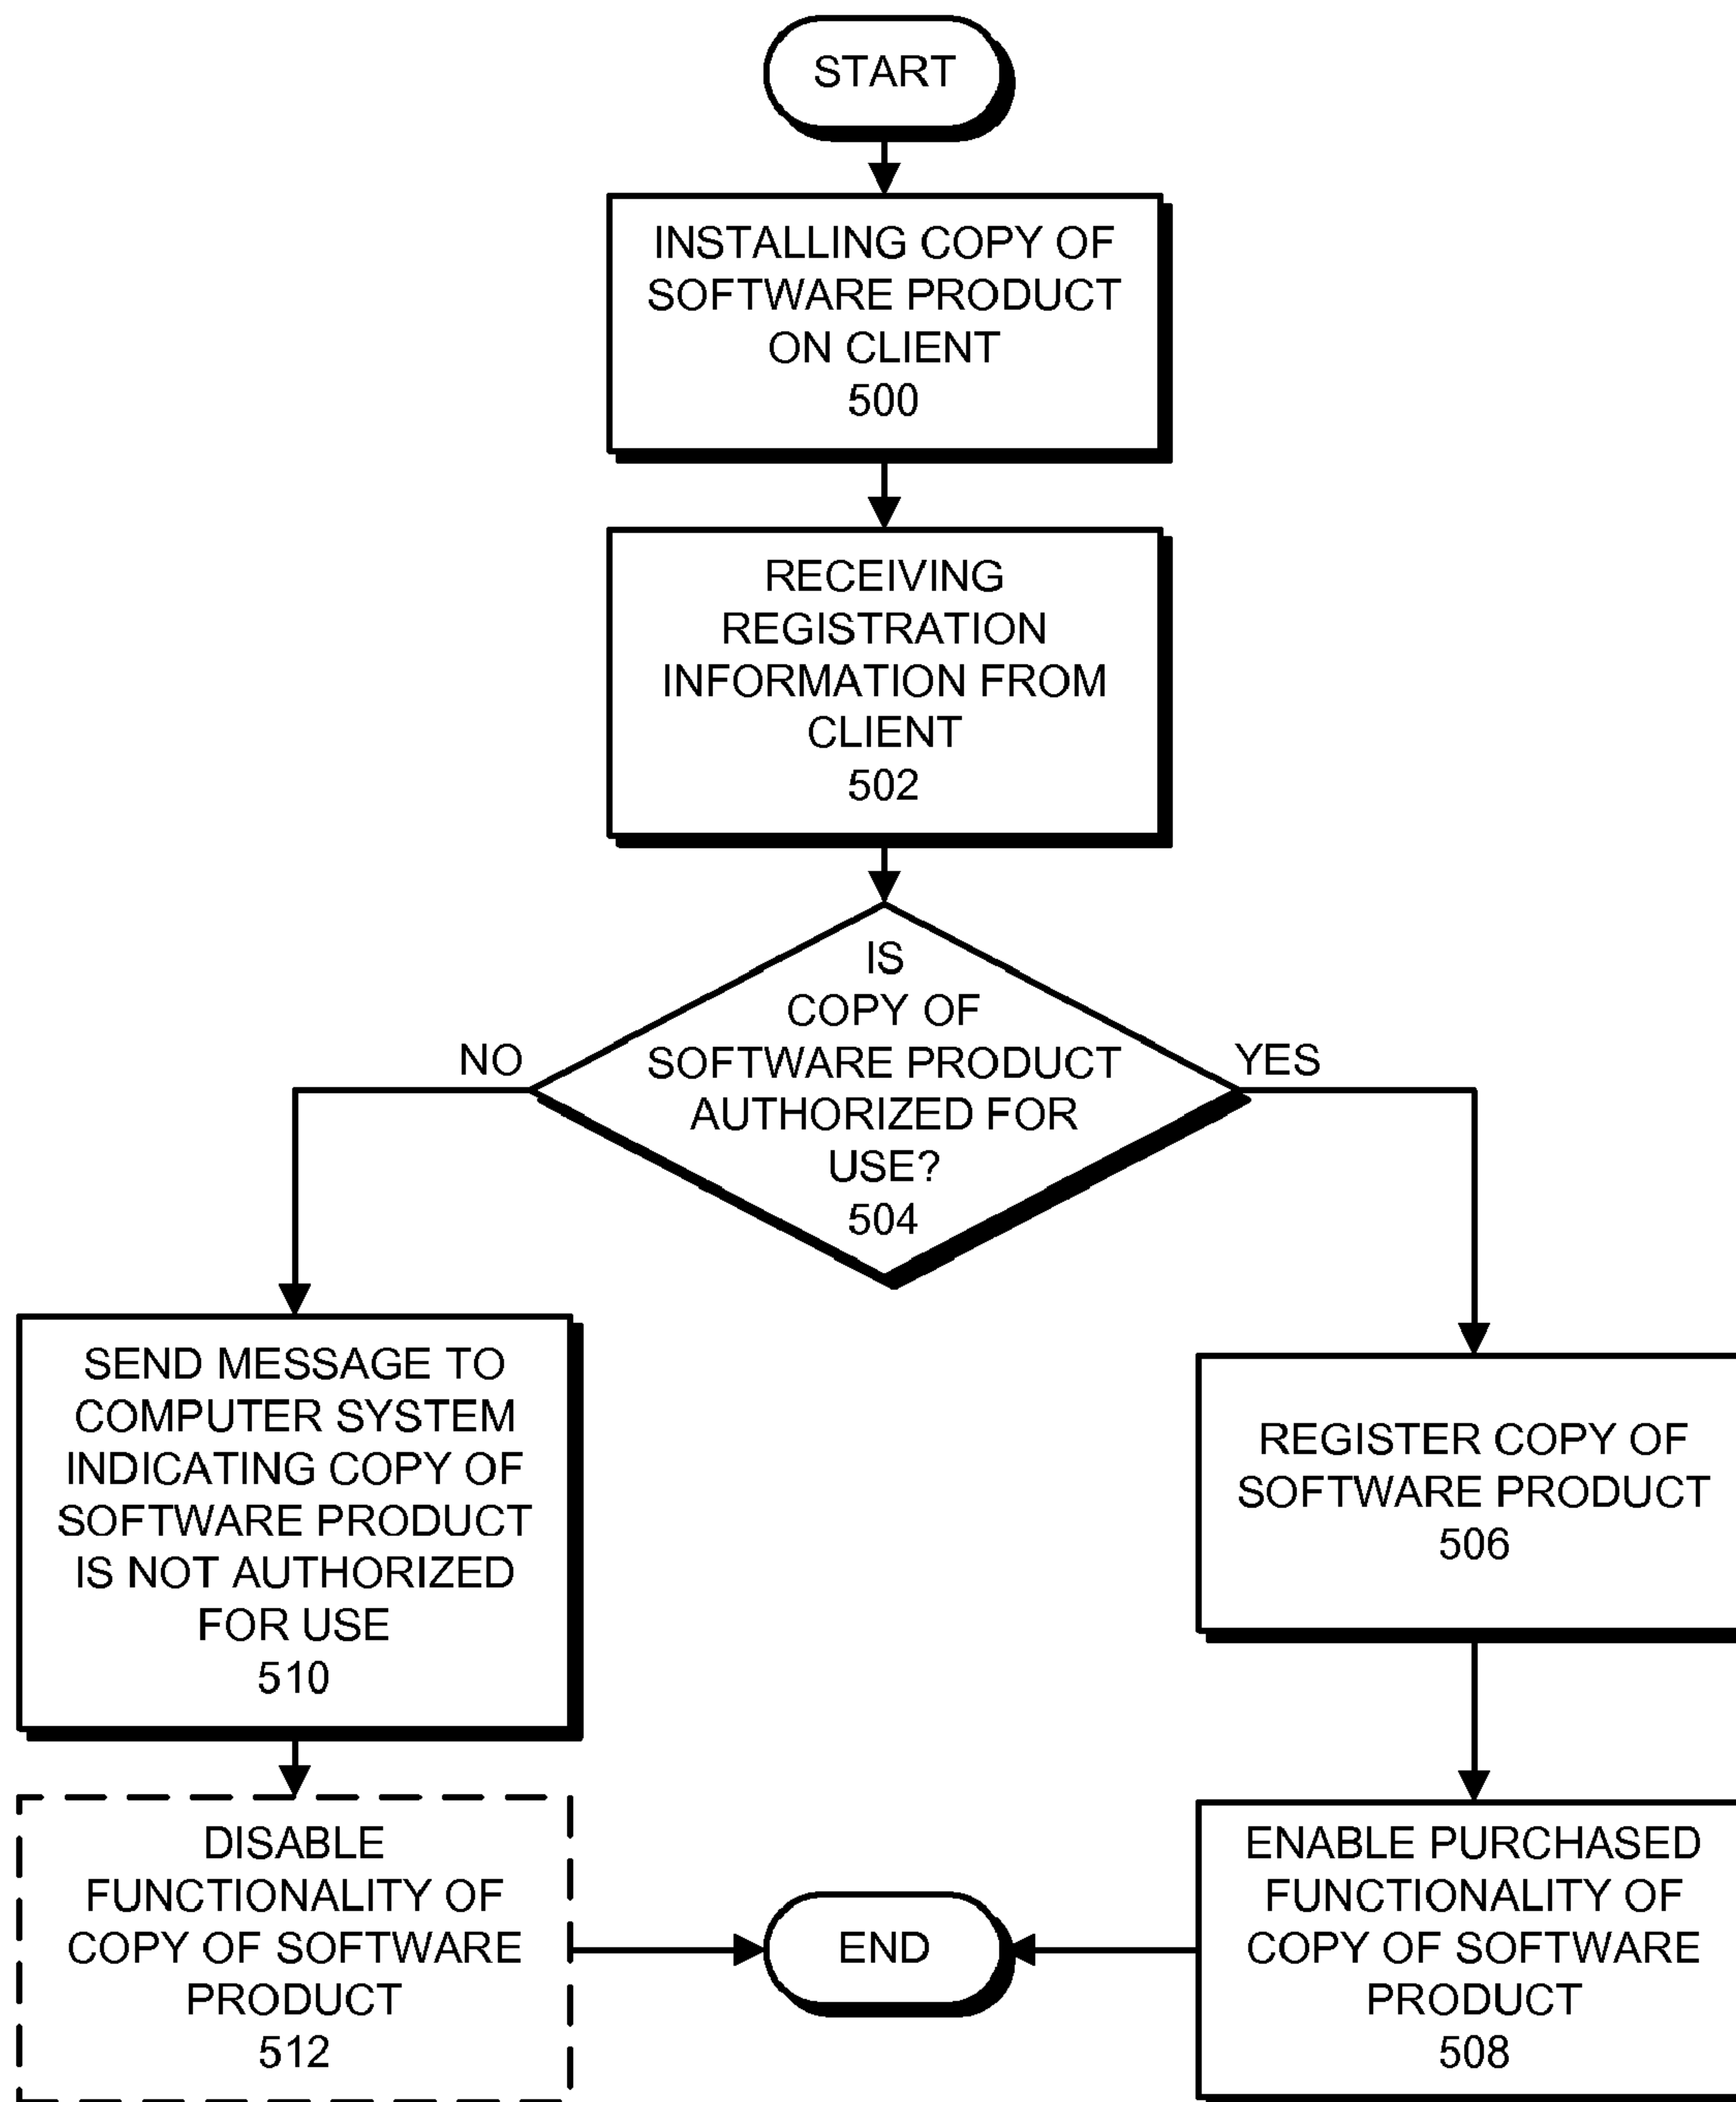 START
INSTALLING COPY OF
SOFTWARE PRODUCT
ON CLIENT
500
RECEIVING
REGISTRATION
INFORMATION FROM
CLIENT
502
IS
COPY OF
SOFTWARE PRODUCT
AUTHORIZED FOR
USE?
504
NO
YES
SEND MESSAGE TO
COMPUTER SYSTEM
INDICATING COPY OF
SOFTWARE PRODUCT
IS NOT AUTHORIZED
FOR USE
510
REGISTER COPY OF
SOFTWARE PRODUCT
506
DISABLE
FUNCTIONALITY OF
COPY OF SOFTWARE
PRODUCT
512
END
ENABLE PURCHASED
FUNCTIONALITY OF
COPY OF SOFTWARE
PRODUCT
508